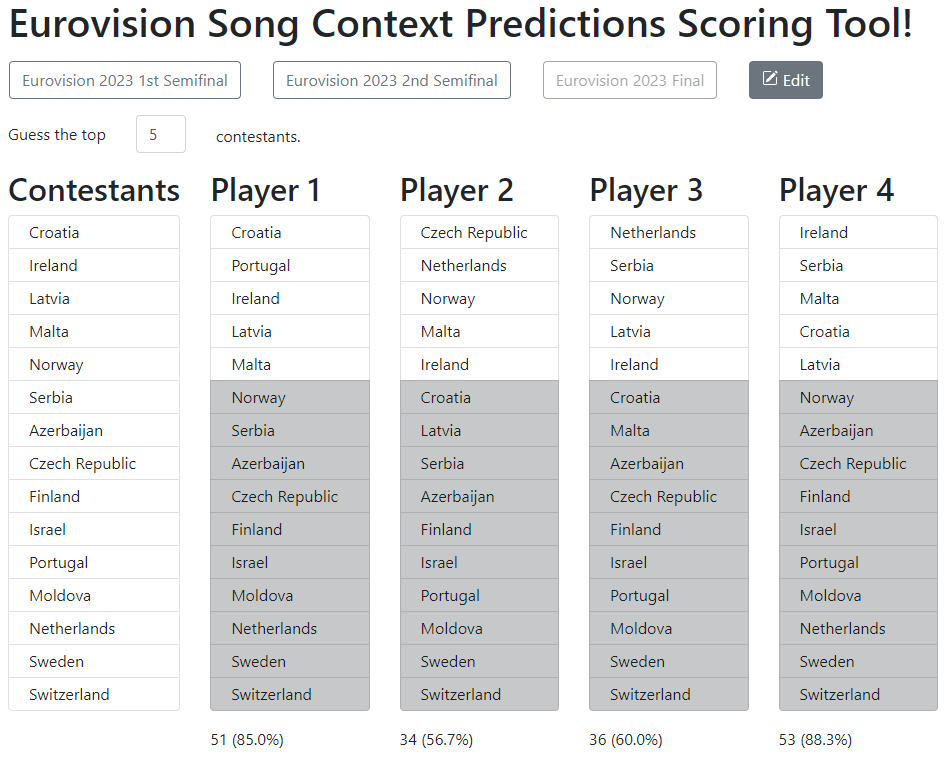 Eurovision Song Context Predictions Scoring Tool!
Eurovision 2023 1st Semifinal Eurovision 2023 2nd Semifinal Eurovision 2023 Final Edit
Guess the top 5 contestants.
Contestants Player 1 Player 2 Player 3 Player 4
Croatia Croatia Czech Republic Netherlands Ireland
Ireland Portugal Netherlands Serbia Serbia
Latvia Ireland Norway Norway Malta
Malta Latvia Malta Latvia Croatia
Norway Malta Ireland Ireland Latvia
Serbia Norway Croatia Croatia Norway
Azerbaijan Serbia Latvia Malta Azerbaijan
Czech Republic Azerbaijan Serbia Azerbaijan Czech Republic
Finland Czech Republic Azerbaijan Czech Republic Finland
Israel Finland Finland Finland Israel
Portugal Israel Israel Israel Portugal
Moldova Moldova Portugal Portugal Moldova
Netherlands Netherlands Moldova Moldova Netherlands
Sweden Sweden Sweden Sweden Sweden
Switzerland Switzerland Switzerland Switzerland Switzerland
51 (85.0%) 34 (56.7%) 36 (60.0%) 53 (88.3%)